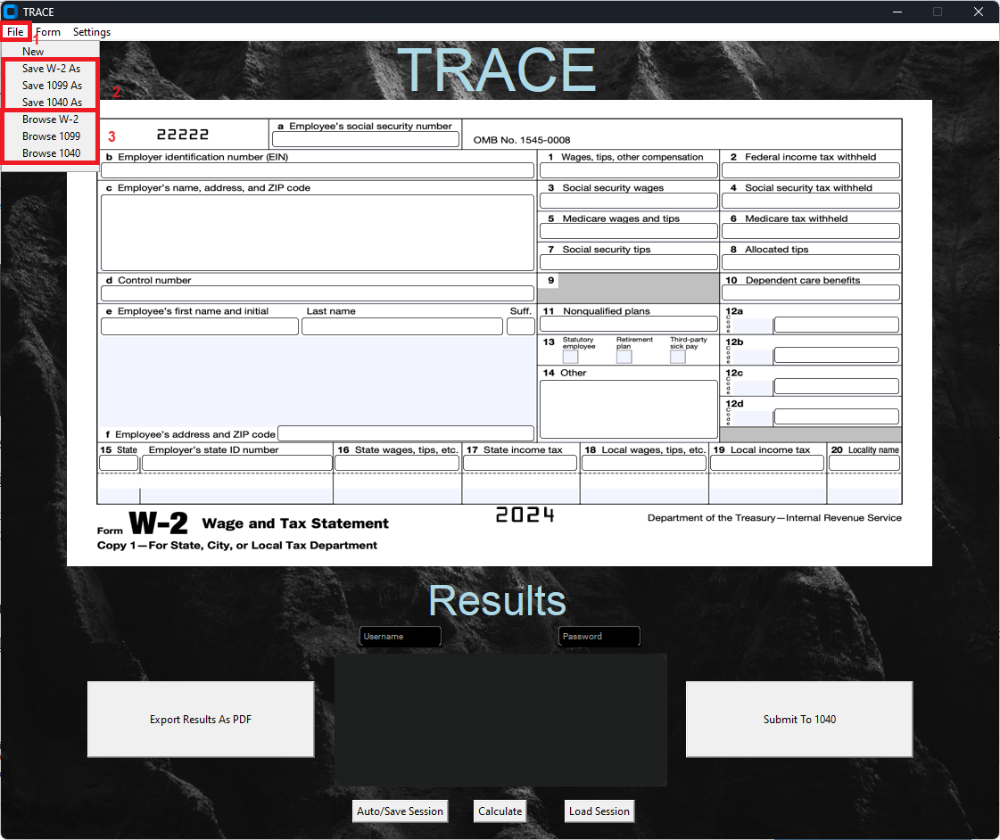 TRACE
File Form Settings
1
New
Save W-2 As
Save 1099 As
Save 1040 As
2
Browse W-2
Browse 1099
Browse 1040
3
TRACE
22222
a Employee's social security number
OMB No. 1545-0008
b Employer identification number (EIN)
1 Wages, tips, other compensation
2 Federal income tax withheld
c Employer's name, address, and ZIP code
3 Social security wages
4 Social security tax withheld
5 Medicare wages and tips
6 Medicare tax withheld
7 Social security tips
8 Allocated tips
d Control number
9
10 Dependent care benefits
e Employee's first name and initial
Last name
Suff.
11 Nonqualified plans
12a
Code
13 Statutory employee
Retirement plan
Third-party sick pay
12b
Code
14 Other
12c
Code
12d
Code
f Employee's address and ZIP code
15 State Employer's state ID number
16 State wages, tips, etc.
17 State income tax
18 Local wages, tips, etc.
19 Local income tax
20 Locality name
Form W-2 Wage and Tax Statement
2024
Department of the Treasury—Internal Revenue Service
Copy 1—For State, City, or Local Tax Department
Results
Username
Password
Export Results As PDF
Submit To 1040
Auto/Save Session
Calculate
Load Session